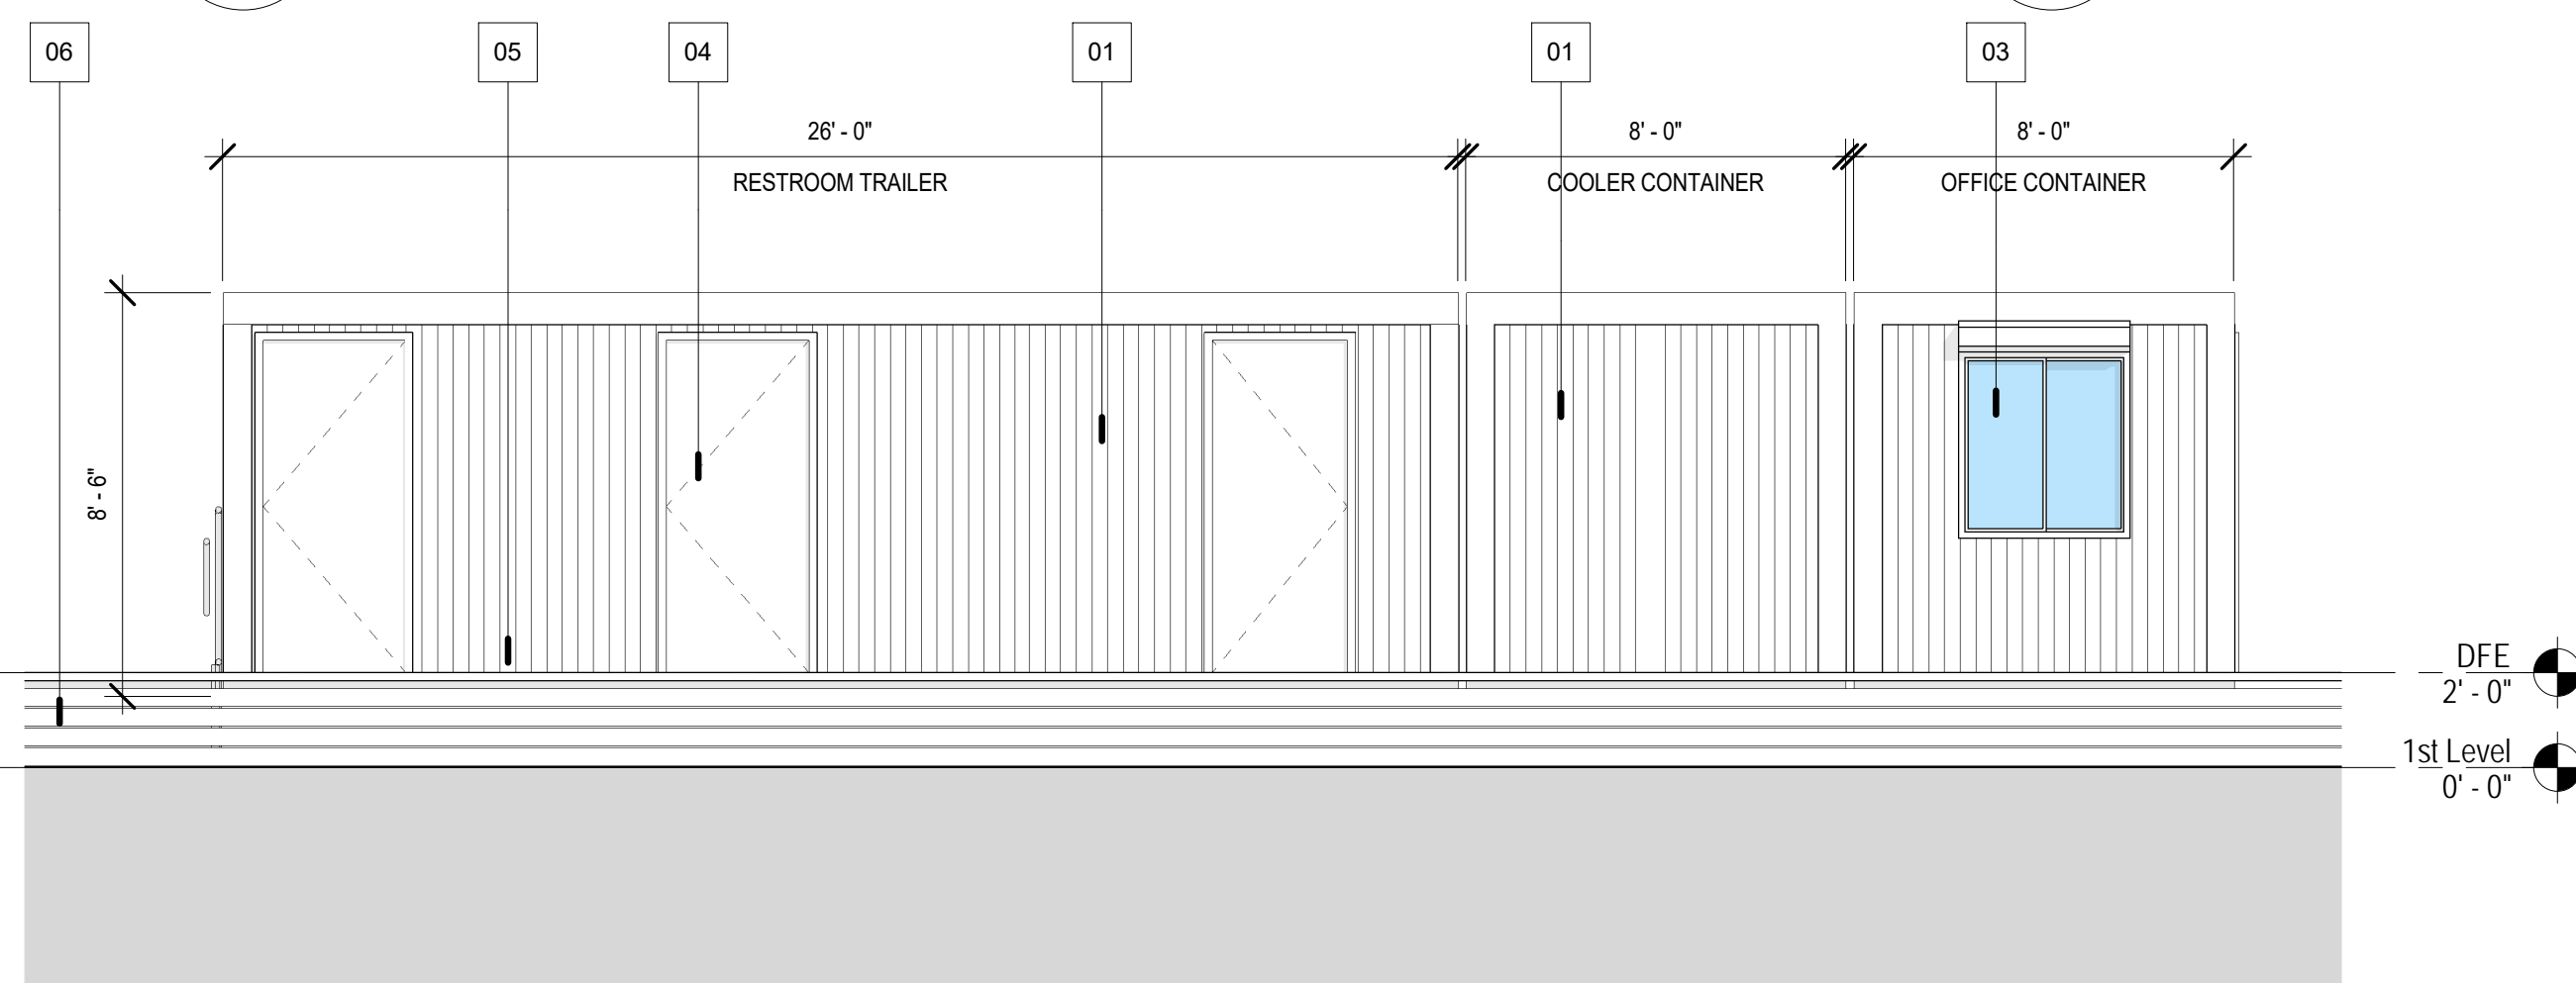 06
05
04
01
01
03
26' - 0"
8' - 0"
8' - 0"
RESTROOM TRAILER
COOLER CONTAINER
OFFICE CONTAINER
8' - 6"
DFE
2' - 0"
1st Level
0' - 0"